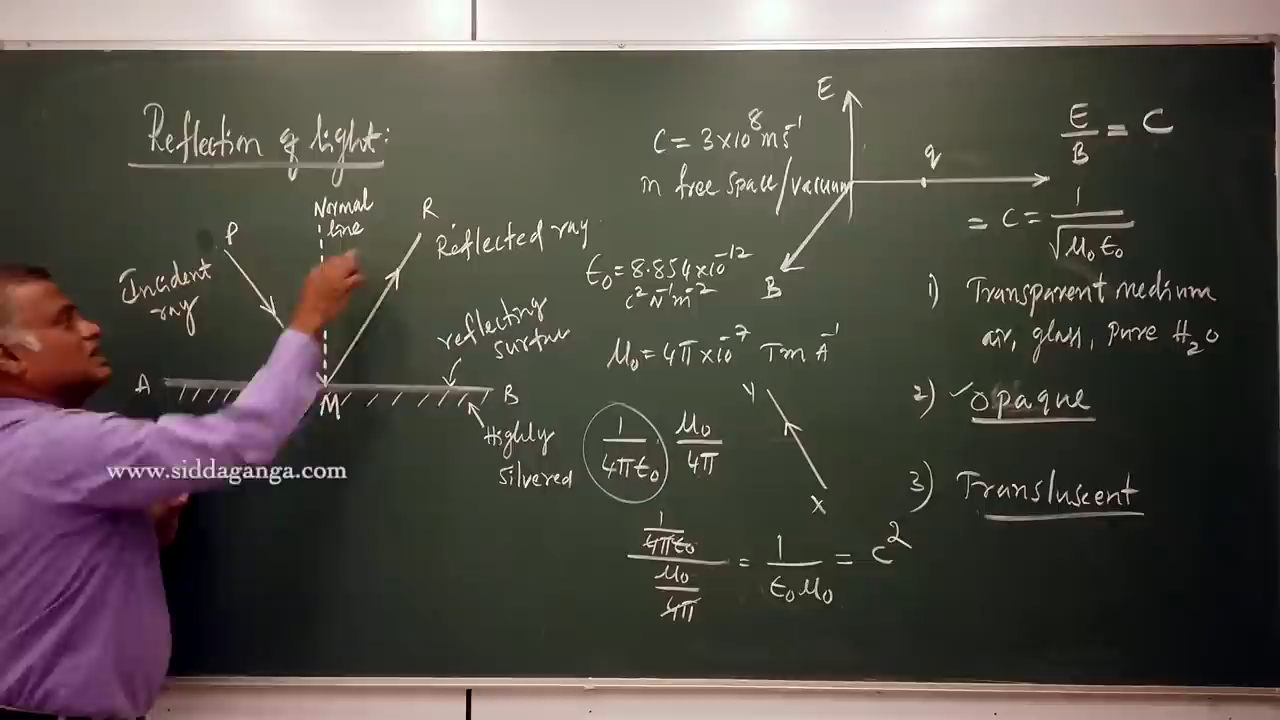 Reflection of light:
Normal
line
P
R
Incident
ray
Reflected ray
reflecting
A
M
B
Highly
silvered
www.siddaganga.com
C = 3×10⁸ ms⁻¹
in free space/vacuum
E
q
B
E/B = C
= C = 1/√μ₀ε₀
ε₀ = 8.854×10⁻¹²
C² N⁻¹ m⁻²
μ₀ = 4π×10⁻⁷ Tm A⁻¹
1/4πε₀ μ₀/4π
Y
X
(1/4πε₀)/(μ₀/4π) = 1/ε₀μ₀ = c²
1) Transparent medium
air, glass, pure H₂O
2) ✓Opaque
3) Transluscent